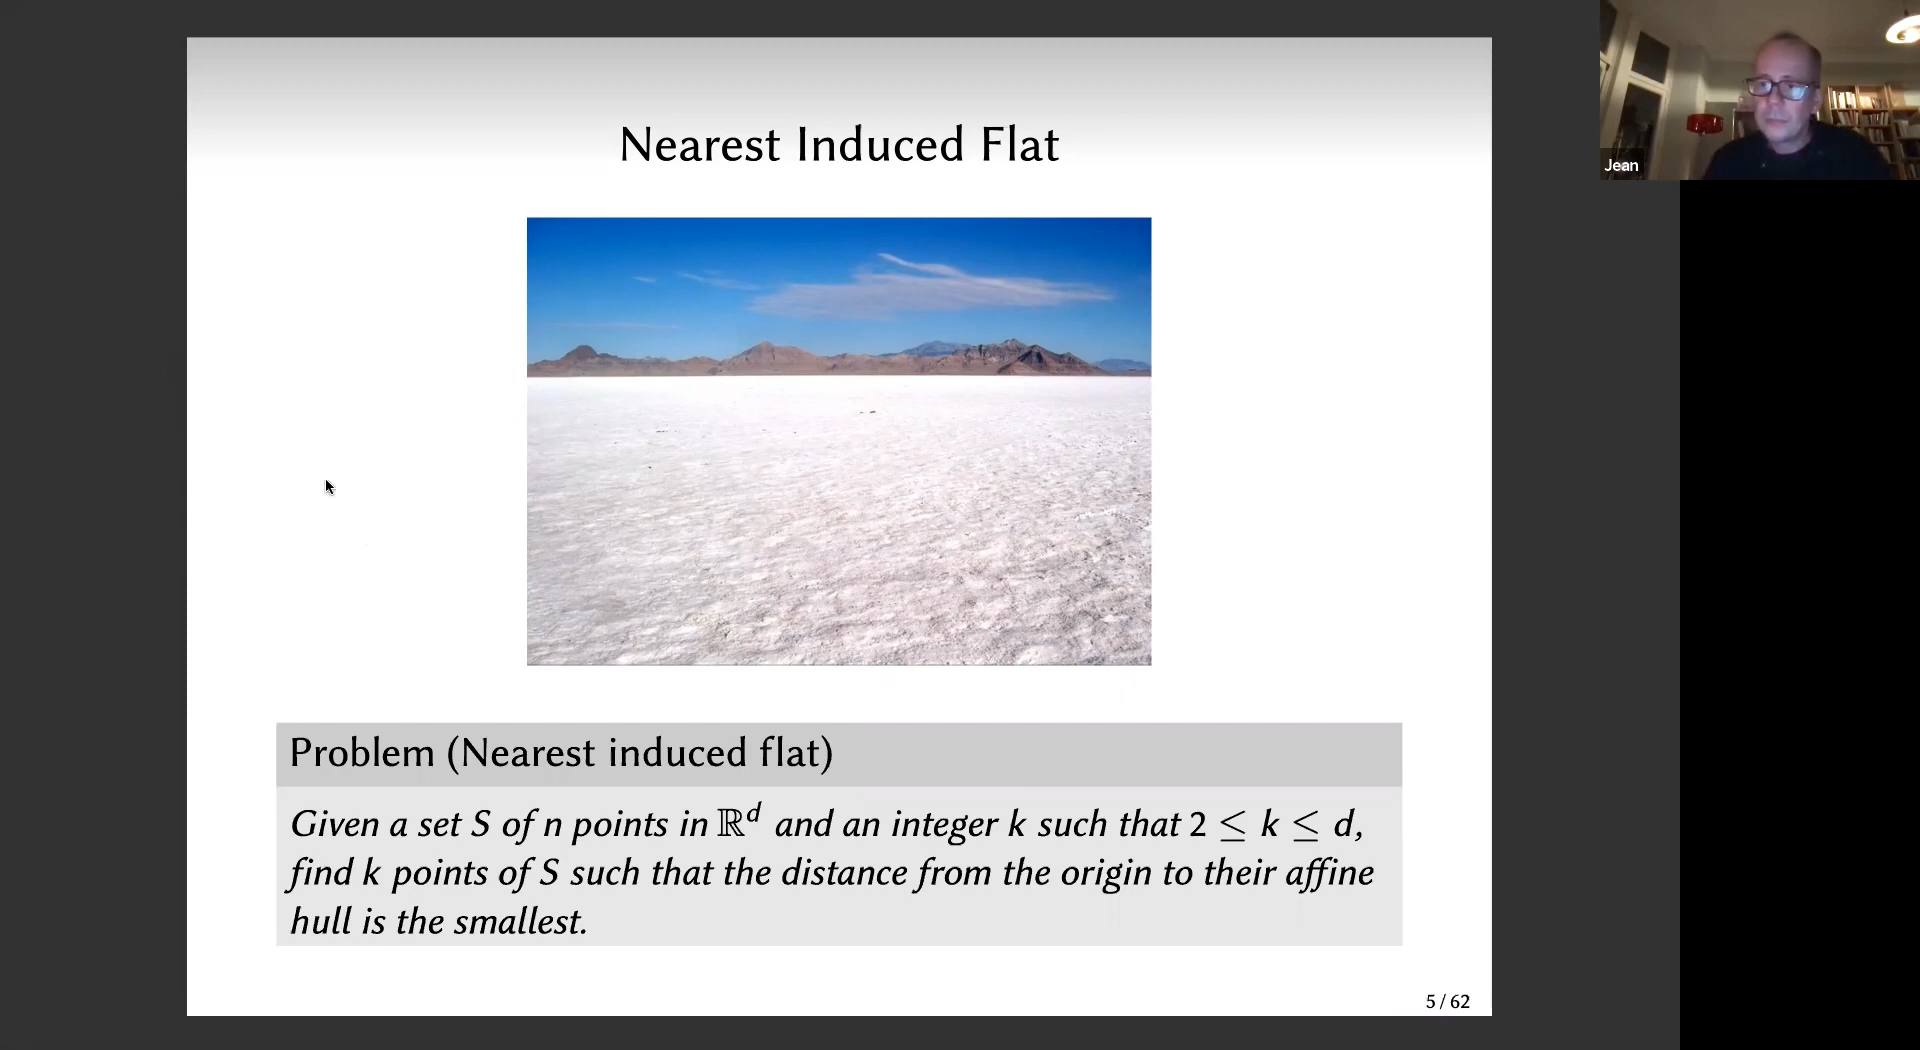 Nearest Induced Flat
Jean
Problem (Nearest induced flat)
Given a set S of n points in ℝᵈ and an integer k such that 2 ≤ k ≤ d,
find k points of S such that the distance from the origin to their affine
hull is the smallest.
5 / 62